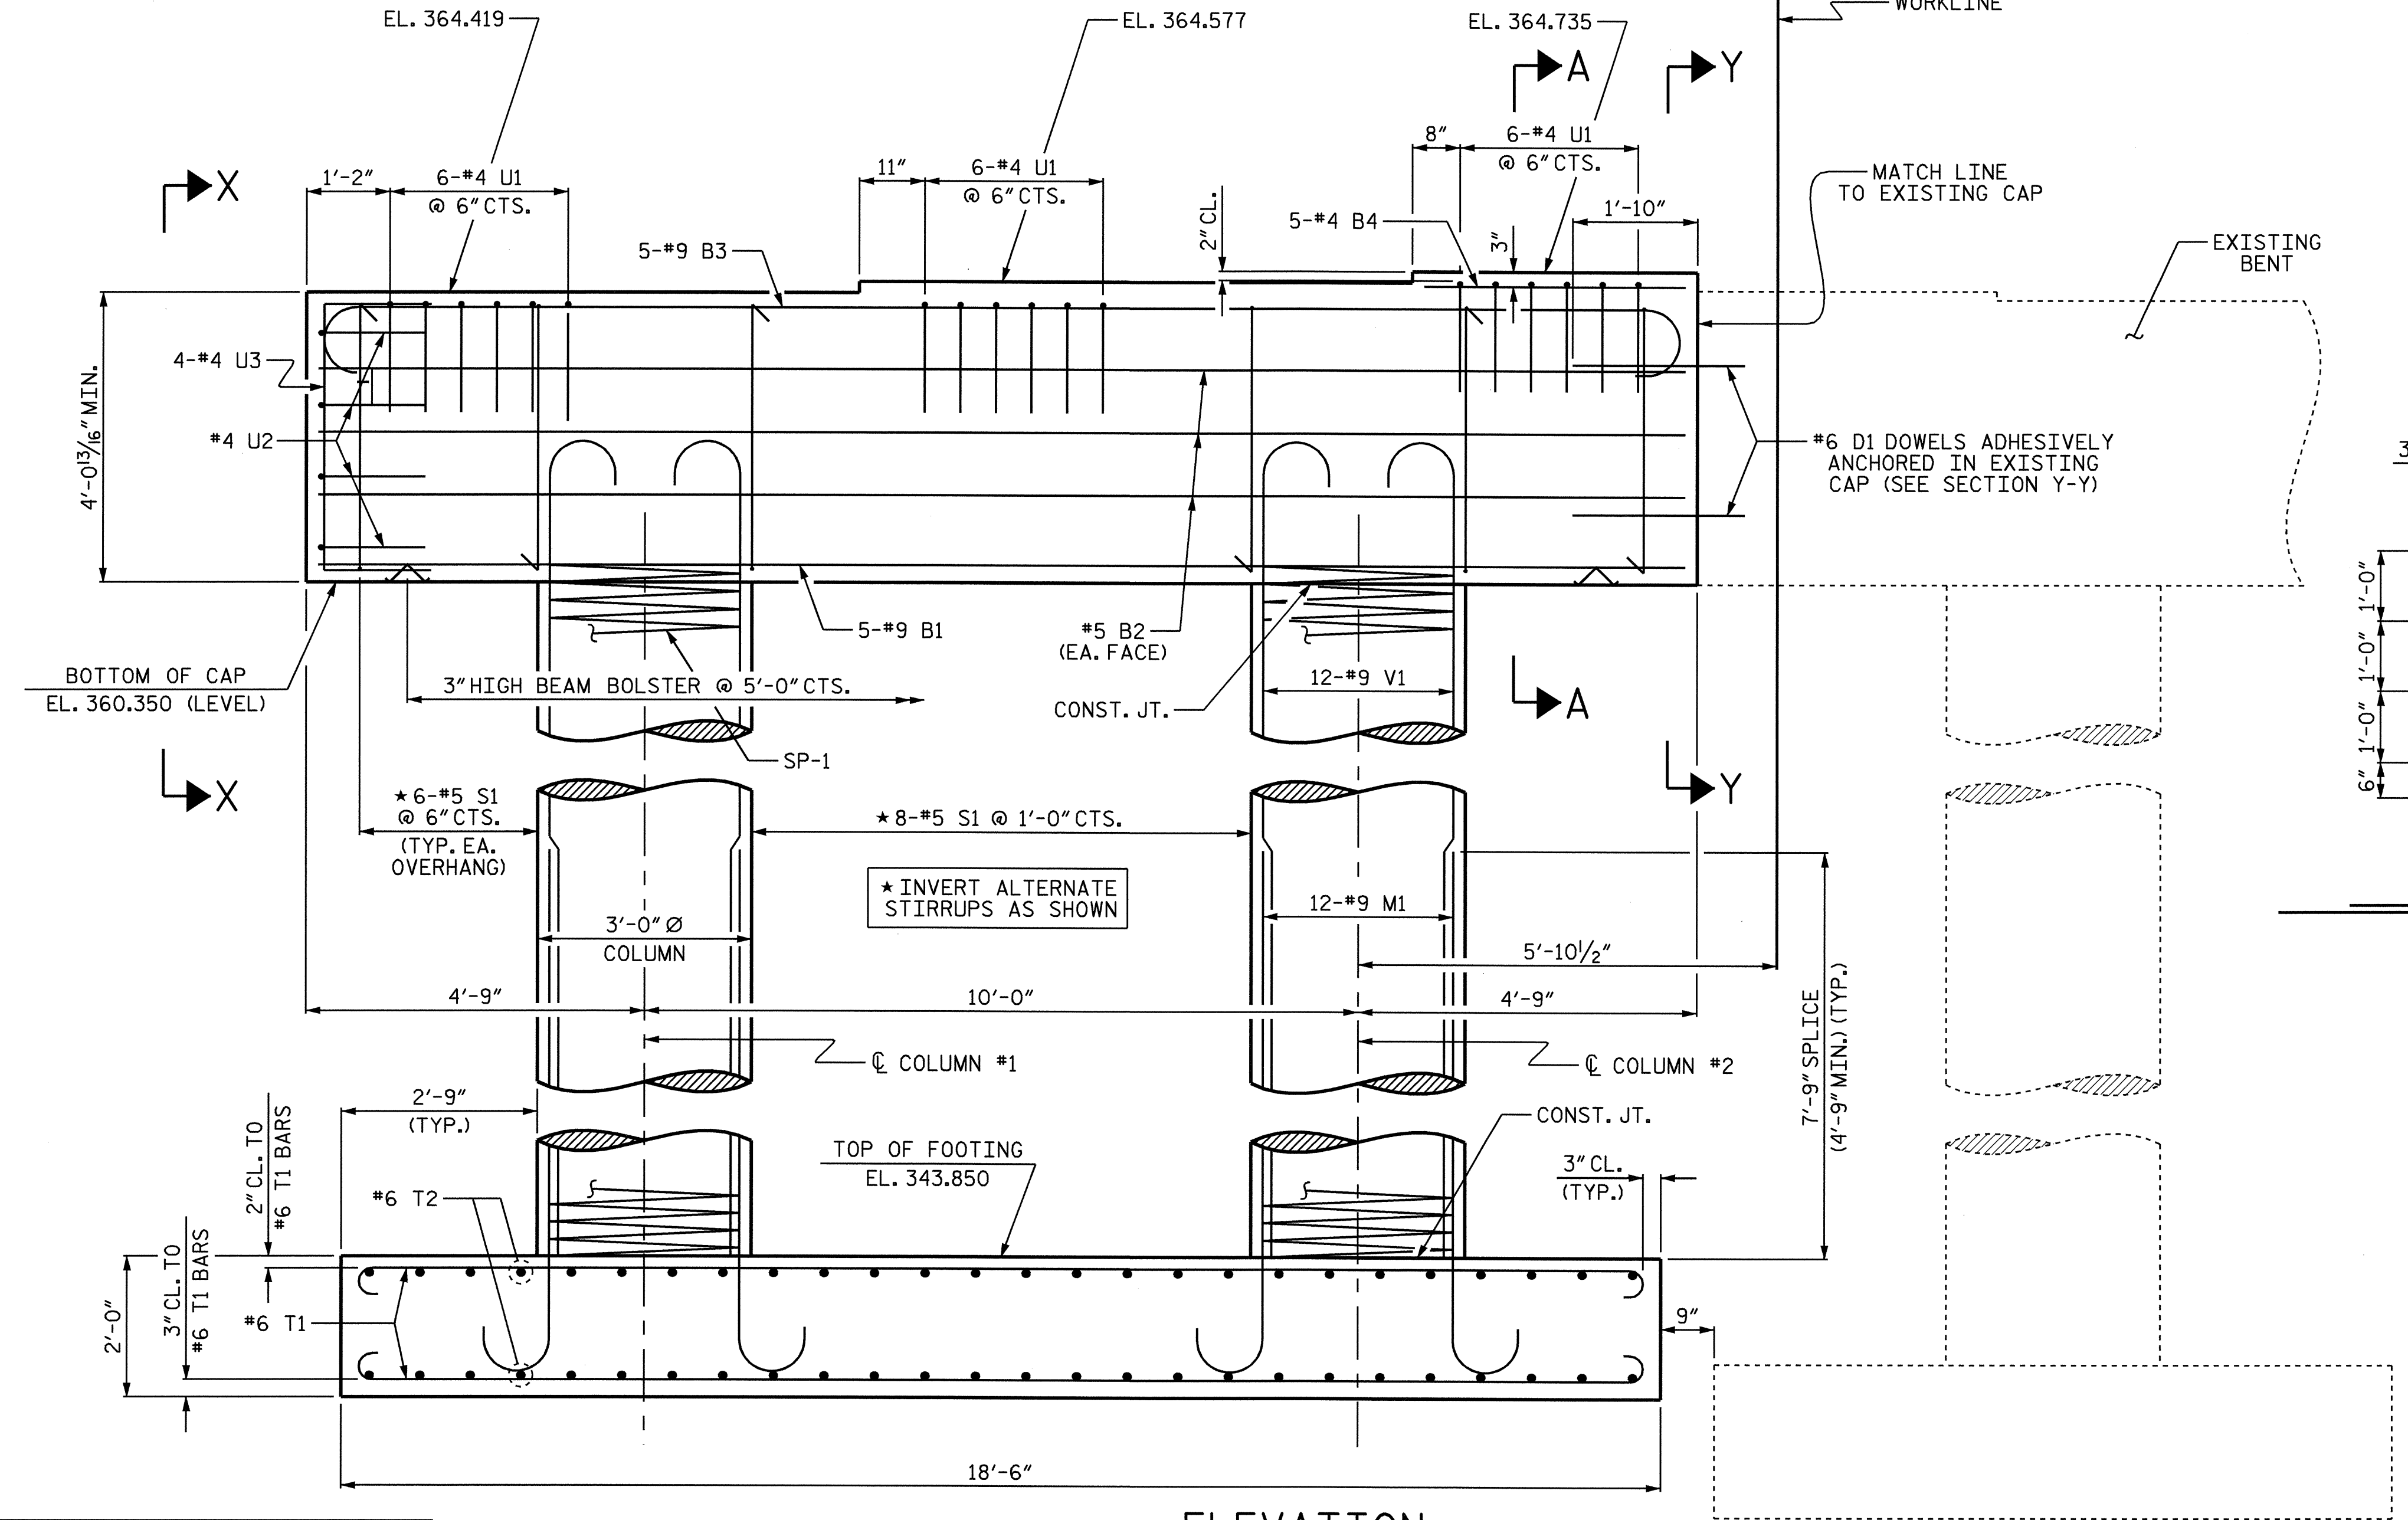 WORKLINE
EL. 364.419
EL. 364.577
EL. 364.735
A
Y
X
1'-2"
6-#4 U1
@ 6" CTS.
11"
6-#4 U1
@ 6" CTS.
8"
6-#4 U1
@ 6" CTS.
MATCH LINE
TO EXISTING CAP
2" CL.
5-#4 B4
3"
1'-10"
5-#9 B3
EXISTING
BENT
4-#4 U3
4'-0 13/16" MIN.
#4 U2
#6 D1 DOWELS ADHESIVELY
ANCHORED IN EXISTING
CAP (SEE SECTION Y-Y)
3
5-#9 B1
#5 B2
(EA. FACE)
BOTTOM OF CAP
EL. 360.350 (LEVEL)
3" HIGH BEAM BOLSTER @ 5'-0" CTS.
12-#9 V1
CONST. JT.
A
1'-0"
1'-0"
1'-0"
6"
SP-1
X
Y
★ 6-#5 S1
@ 6" CTS.
(TYP. EA.
OVERHANG)
★ 8-#5 S1 @ 1'-0" CTS.
★ INVERT ALTERNATE
STIRRUPS AS SHOWN
12-#9 M1
3'-0" Ø
COLUMN
5'-10 1/2"
4'-9"
10'-0"
4'-9"
7'-9" SPLICE
(4'-9" MIN.) (TYP.)
℄ COLUMN #1
℄ COLUMN #2
2'-9"
(TYP.)
CONST. JT.
2" CL. TO
#6 T1 BARS
TOP OF FOOTING
EL. 343.850
3" CL.
(TYP.)
#6 T2
2'-0"
3" CL. TO
#6 T1 BARS
#6 T1
9"
18'-6"
ELEVATION